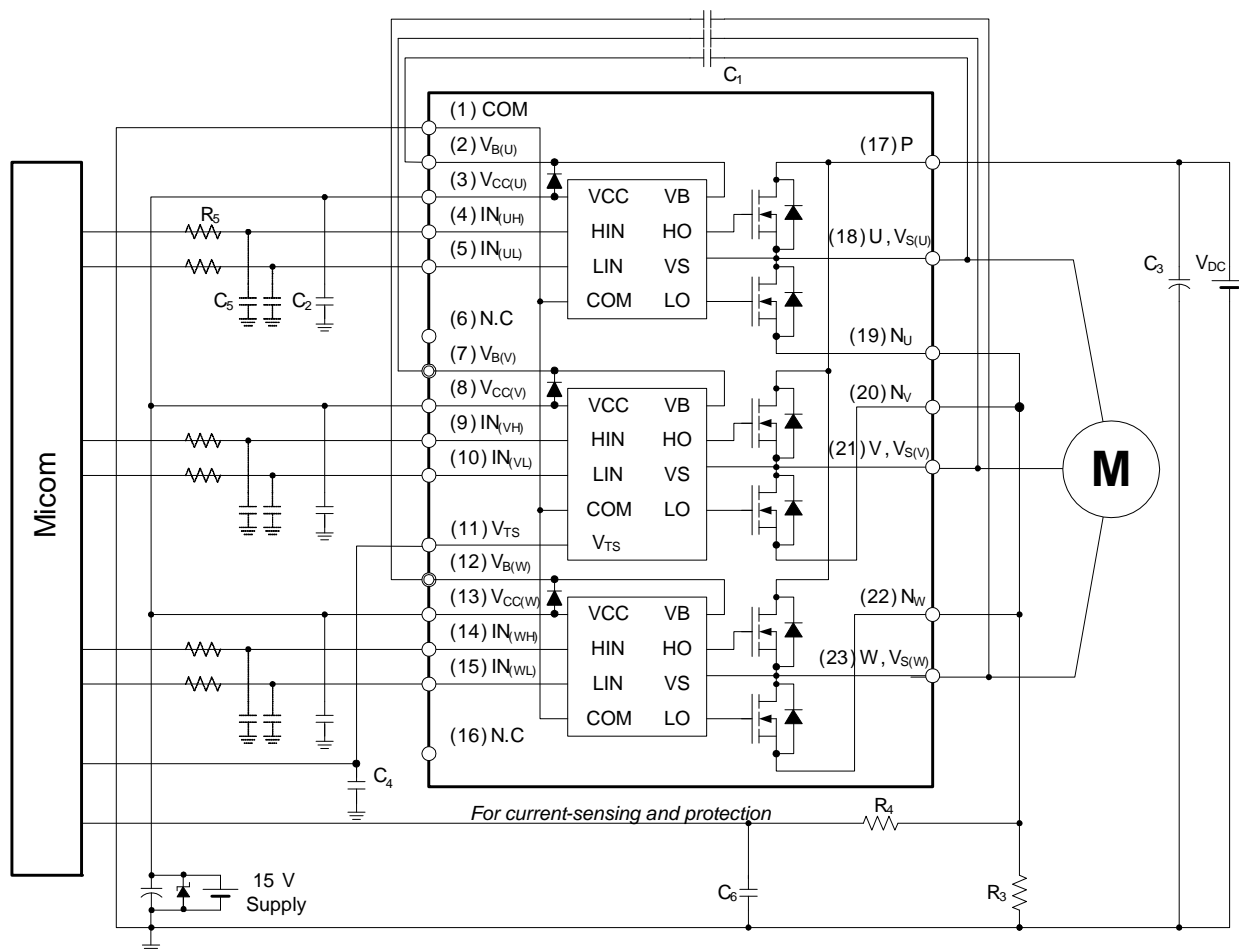 C1
(1) COM
(2) VB(U)
(3) VCC(U)
(4) IN(UH)
(5) IN(UL)
(6) N.C
(7) VB(V)
(8) VCC(V)
(9) IN(VH)
(10) IN(VL)
(11) VTS
(12) VB(W)
(13) VCC(W)
(14) IN(WH)
(15) IN(WL)
(16) N.C
VCC VB
HIN HO
LIN VS
COM LO
VCC VB
HIN HO
LIN VS
COM LO
VTS
VCC VB
HIN HO
LIN VS
COM LO
(17) P
(18) U, VS(U)
(19) NU
(20) NV
(21) V, VS(V)
(22) NW
(23) W, VS(W)
Micom
R5
C5
C2
C3
VDC
M
C4
For current-sensing and protection
R4
C6
R3
15 V
Supply